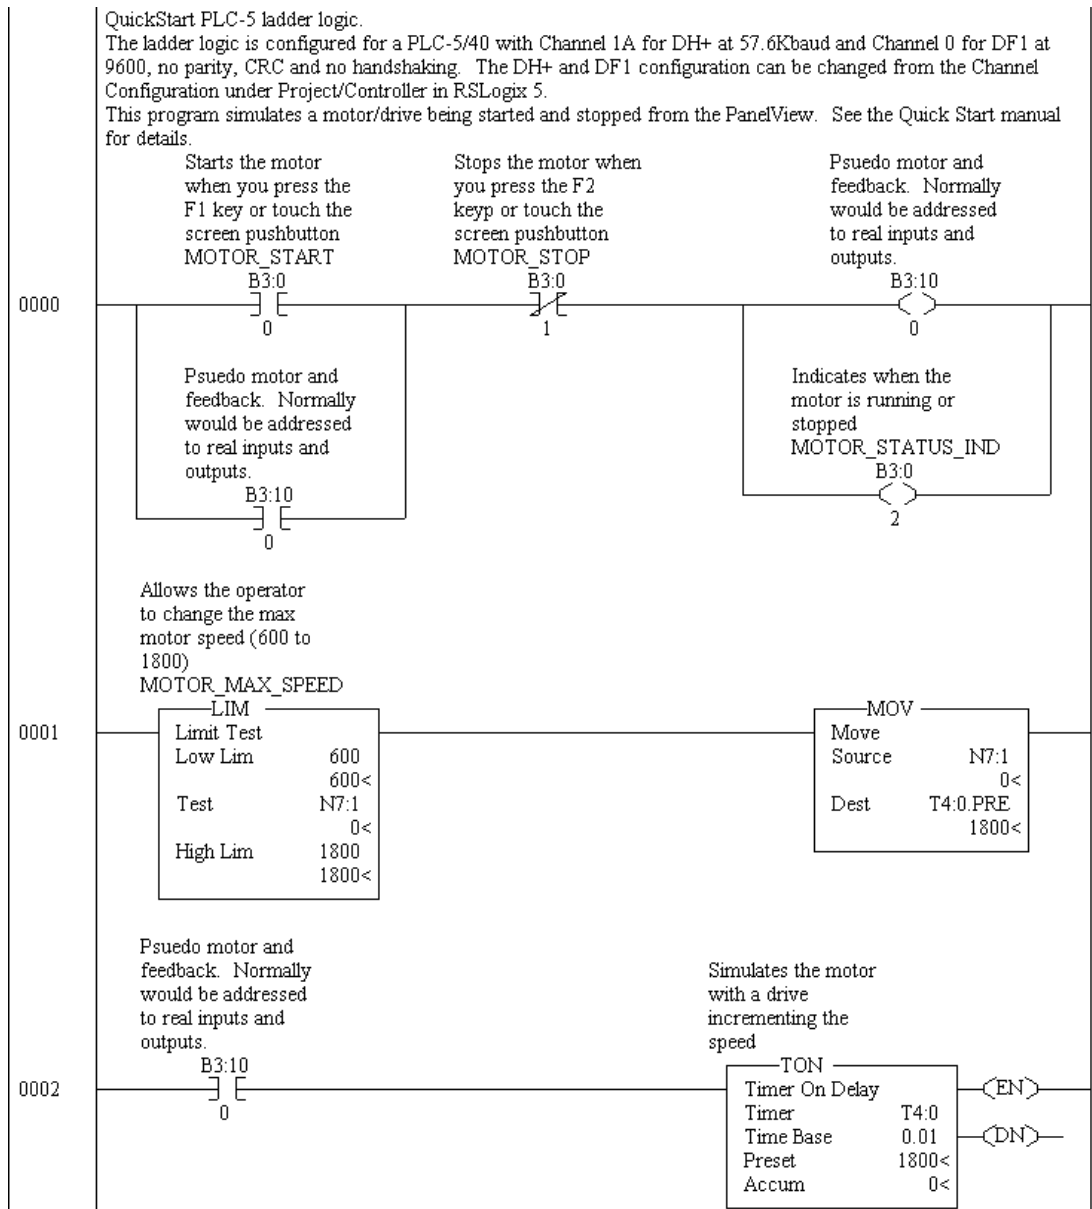 QuickStart PLC-5 ladder logic.
The ladder logic is configured for a PLC-5/40 with Channel 1A for DH+ at 57.6Kbaud and Channel 0 for DF1 at
9600, no parity, CRC and no handshaking. The DH+ and DF1 configuration can be changed from the Channel
Configuration under Project/Controller in RSLogix 5.
This program simulates a motor/drive being started and stopped from the PanelView. See the Quick Start manual
for details.
Starts the motor
when you press the
F1 key or touch the
screen pushbutton
MOTOR_START
B3:0
0
Stops the motor when
you press the F2
keyp or touch the
screen pushbutton
MOTOR_STOP
B3:0
1
Psuedo motor and
feedback. Normally
would be addressed
to real inputs and
outputs.
B3:10
0
0000
Psuedo motor and
feedback. Normally
would be addressed
to real inputs and
outputs.
B3:10
0
Indicates when the
motor is running or
stopped
MOTOR_STATUS_IND
B3:0
2
Allows the operator
to change the max
motor speed (600 to
1800)
MOTOR_MAX_SPEED
0001
LIM
Limit Test
Low Lim 600
600<
Test N7:1
0<
High Lim 1800
1800<
MOV
Move
Source N7:1
0<
Dest T4:0.PRE
1800<
Psuedo motor and
feedback. Normally
would be addressed
to real inputs and
outputs.
B3:10
0
0002
Simulates the motor
with a drive
incrementing the
speed
TON
Timer On Delay
Timer T4:0
Time Base 0.01
Preset 1800<
Accum 0<
EN
DN